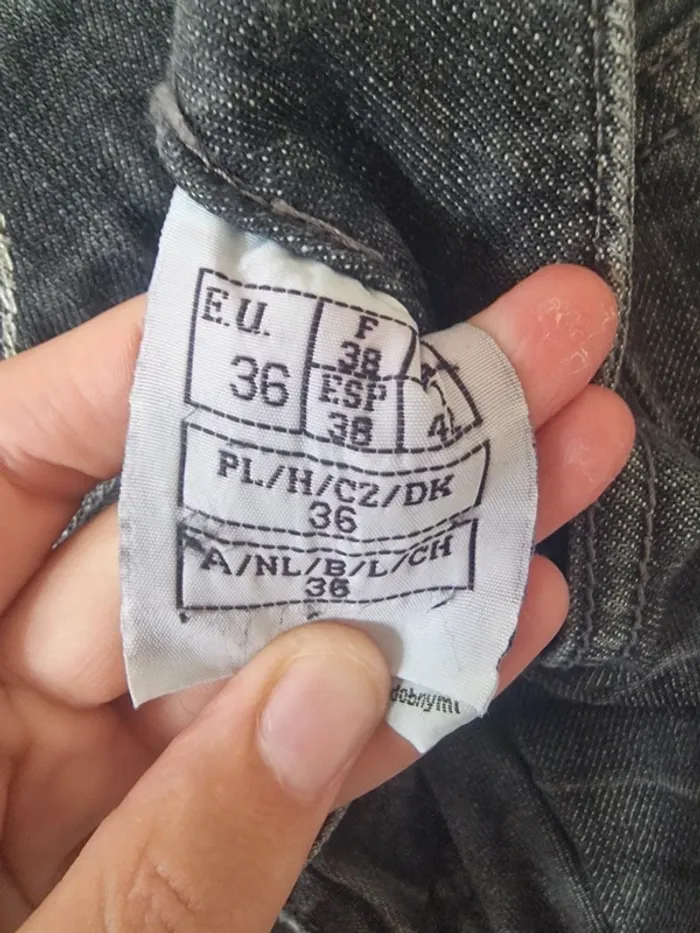 E.U.
36
F
38
ESP
38
PL/H/CZ/DK
36
A/NL/B/L/CH
36